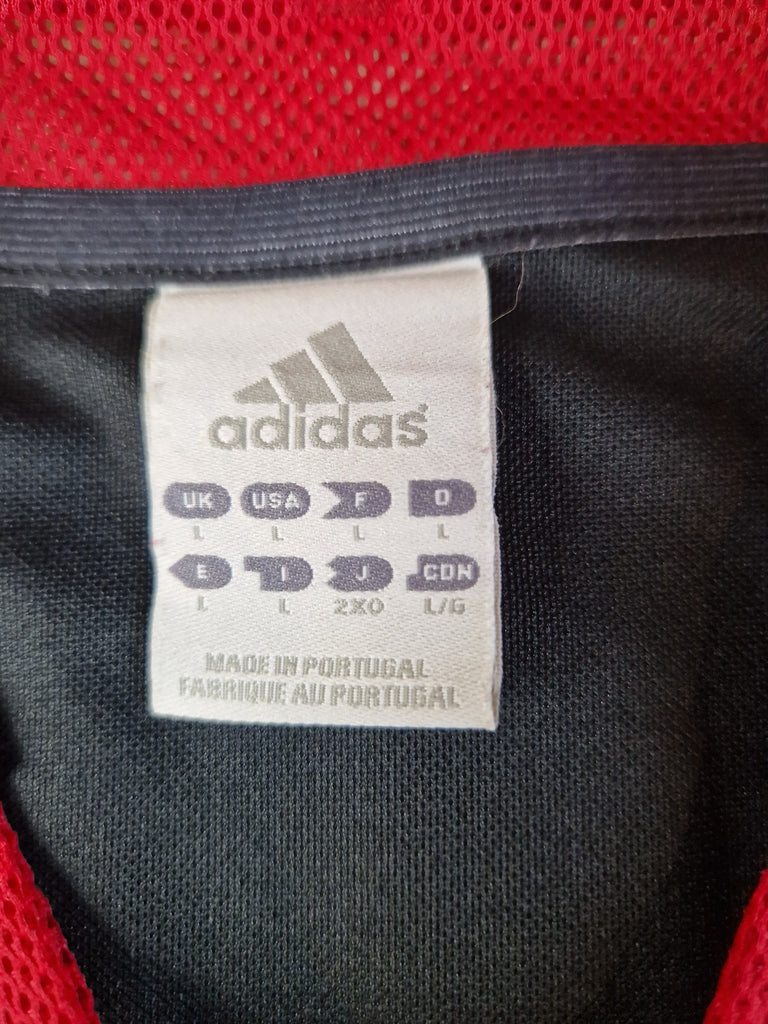 adidas
UK USA F D
L L L L
E I J CDN
L L 2XO L/G
MADE IN PORTUGAL
FABRIQUE AU PORTUGAL